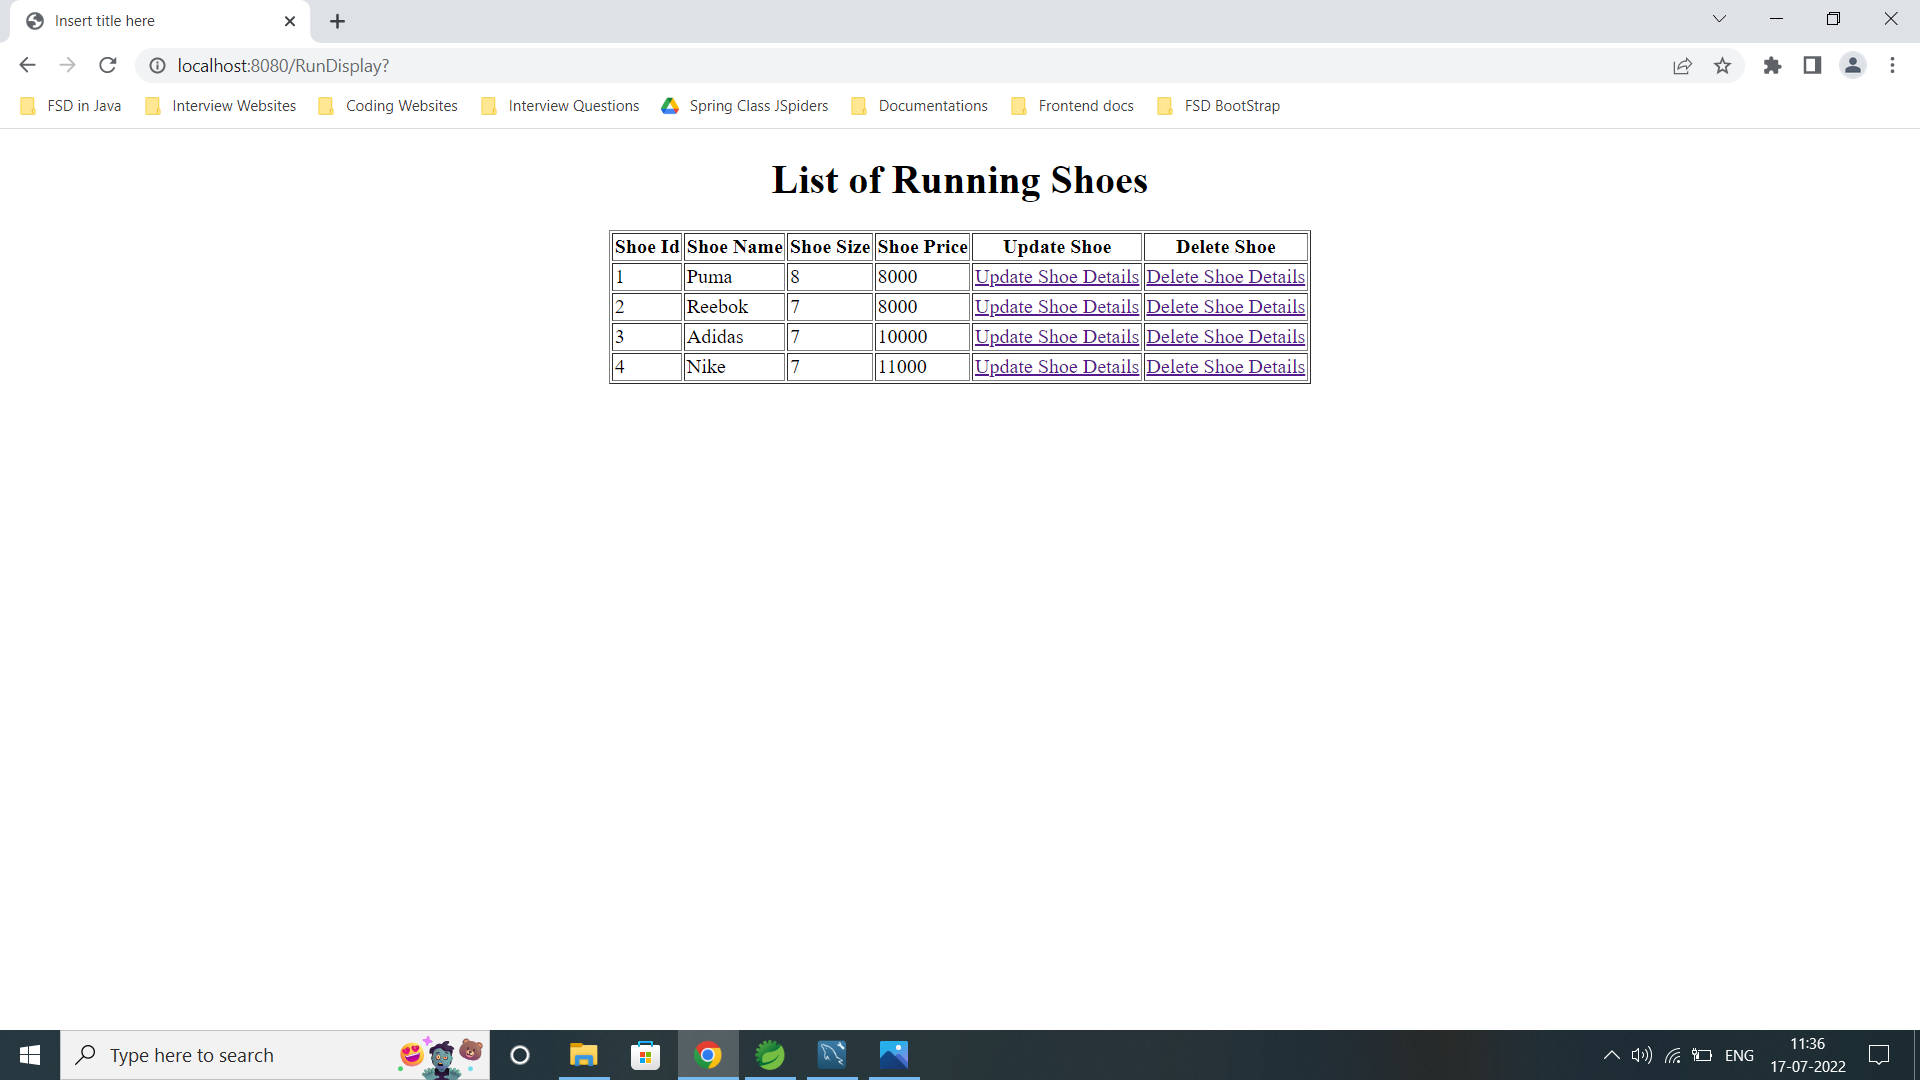 Insert title here
localhost:8080/RunDisplay?
FSD in Java Interview Websites Coding Websites Interview Questions Spring Class JSpiders Documentations Frontend docs FSD BootStrap
List of Running Shoes
Shoe Id Shoe Name Shoe Size Shoe Price Update Shoe Delete Shoe
1 Puma 8 8000 Update Shoe Details Delete Shoe Details
2 Reebok 7 8000 Update Shoe Details Delete Shoe Details
3 Adidas 7 10000 Update Shoe Details Delete Shoe Details
4 Nike 7 11000 Update Shoe Details Delete Shoe Details
Type here to search
ENG
11:36
17-07-2022